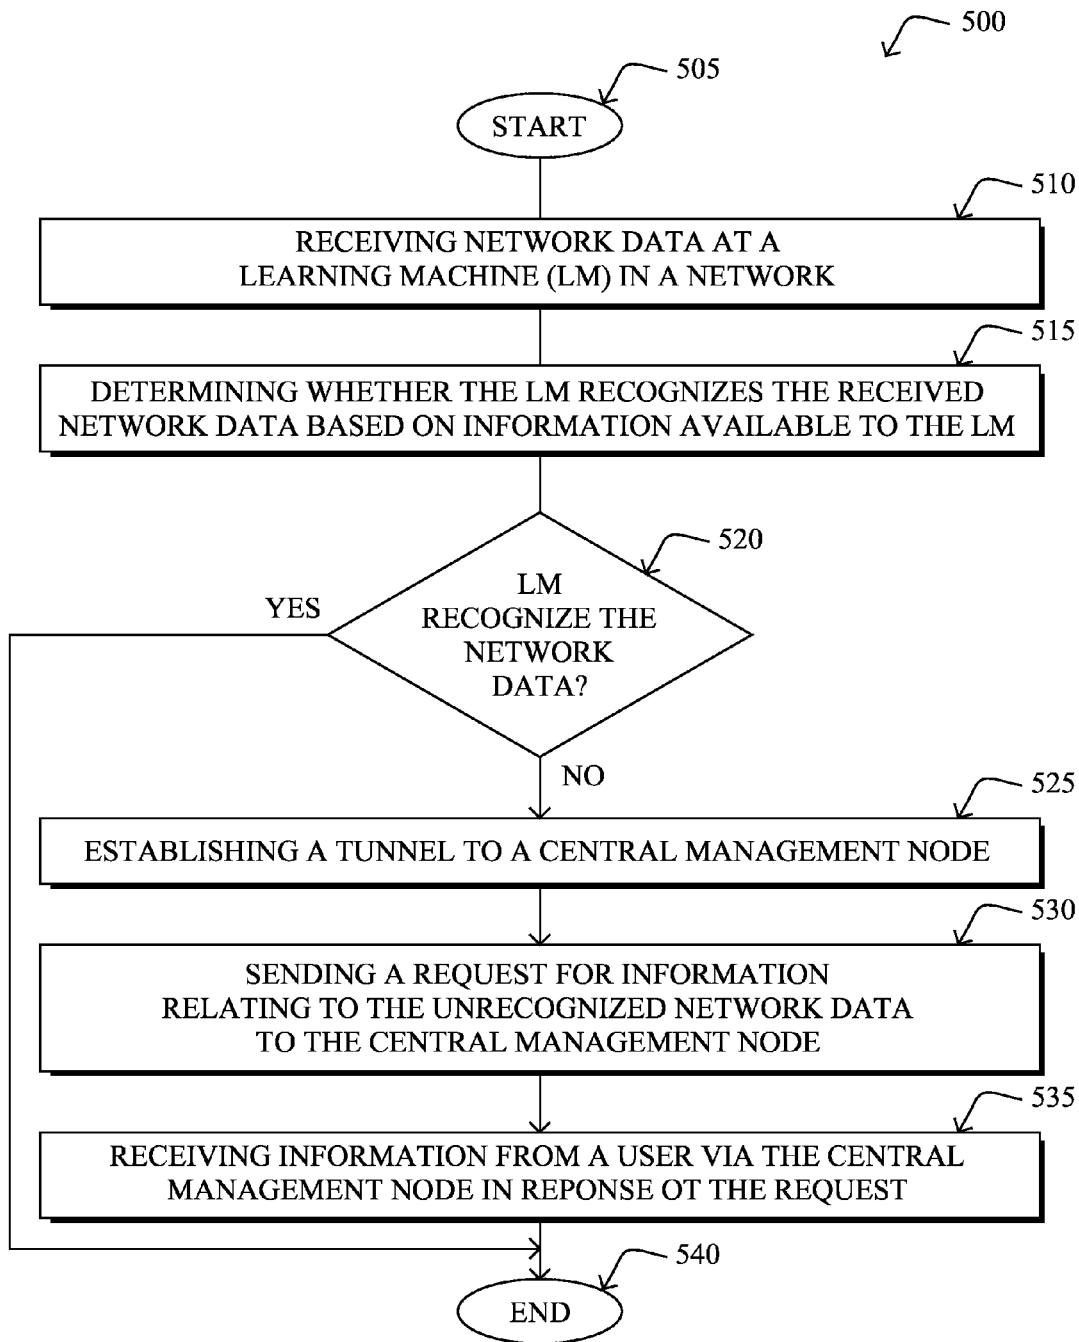 500
505
START
510
RECEIVING NETWORK DATA AT A
LEARNING MACHINE (LM) IN A NETWORK
515
DETERMINING WHETHER THE LM RECOGNIZES THE RECEIVED
NETWORK DATA BASED ON INFORMATION AVAILABLE TO THE LM
520
LM
RECOGNIZE THE
NETWORK
DATA?
YES
NO
525
ESTABLISHING A TUNNEL TO A CENTRAL MANAGEMENT NODE
530
SENDING A REQUEST FOR INFORMATION
RELATING TO THE UNRECOGNIZED NETWORK DATA
TO THE CENTRAL MANAGEMENT NODE
535
RECEIVING INFORMATION FROM A USER VIA THE CENTRAL
MANAGEMENT NODE IN REPONSE OT THE REQUEST
540
END